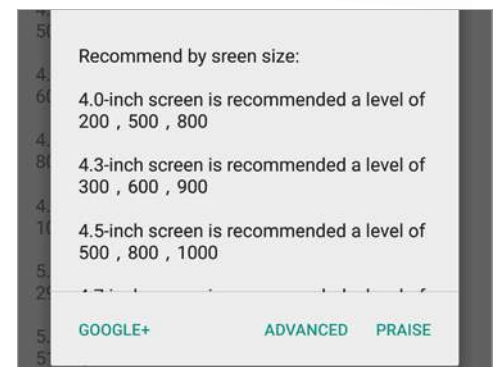 Recommend by sreen size:
4.0-inch screen is recommended a level of
200 , 500 , 800
4.3-inch screen is recommended a level of
300 , 600 , 900
4.5-inch screen is recommended a level of
500 , 800 , 1000
GOOGLE+ ADVANCED PRAISE